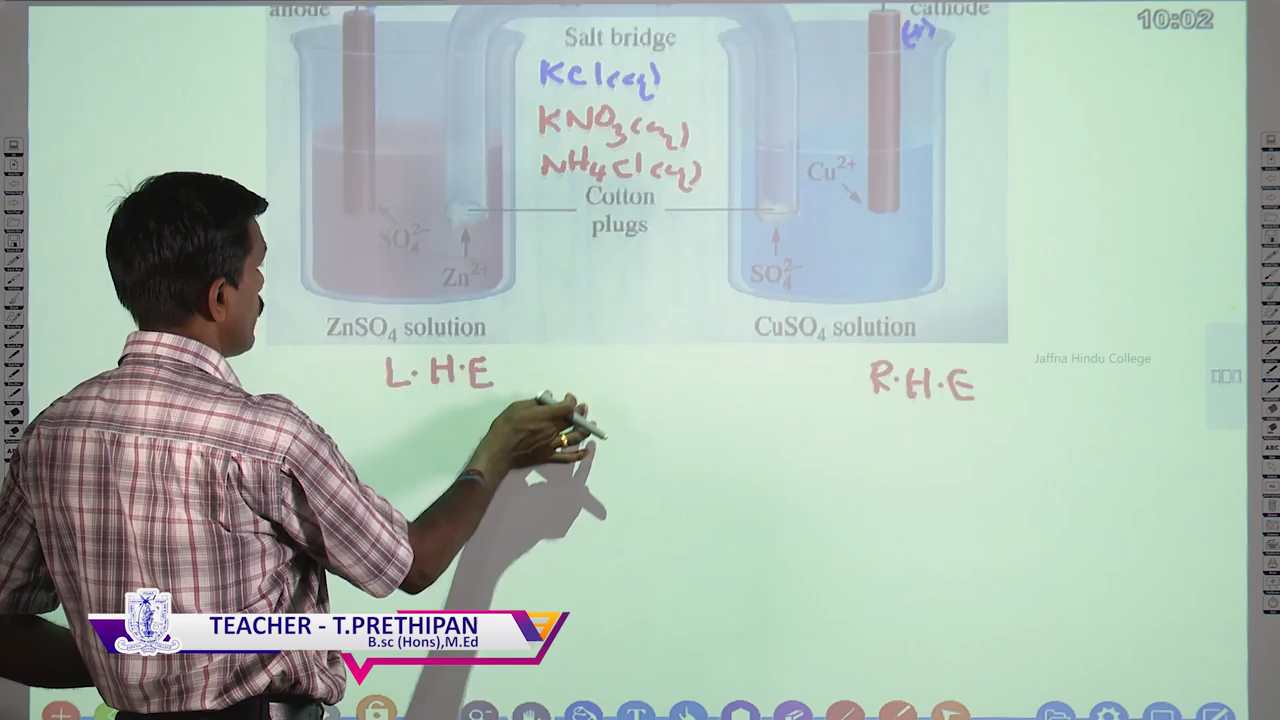 anode
cathode
10:02
(+)
Salt bridge
KCl(aq)
KNO3(aq)
NH4Cl(aq)
Cotton
plugs
Cu2+
SO4 2–
Zn2+
SO4 2–
ZnSO4 solution
CuSO4 solution
L.H.E
R.H.E
Jaffna Hindu College
TEACHER - T.PRETHIPAN
B.sc (Hons),M.Ed
ABC